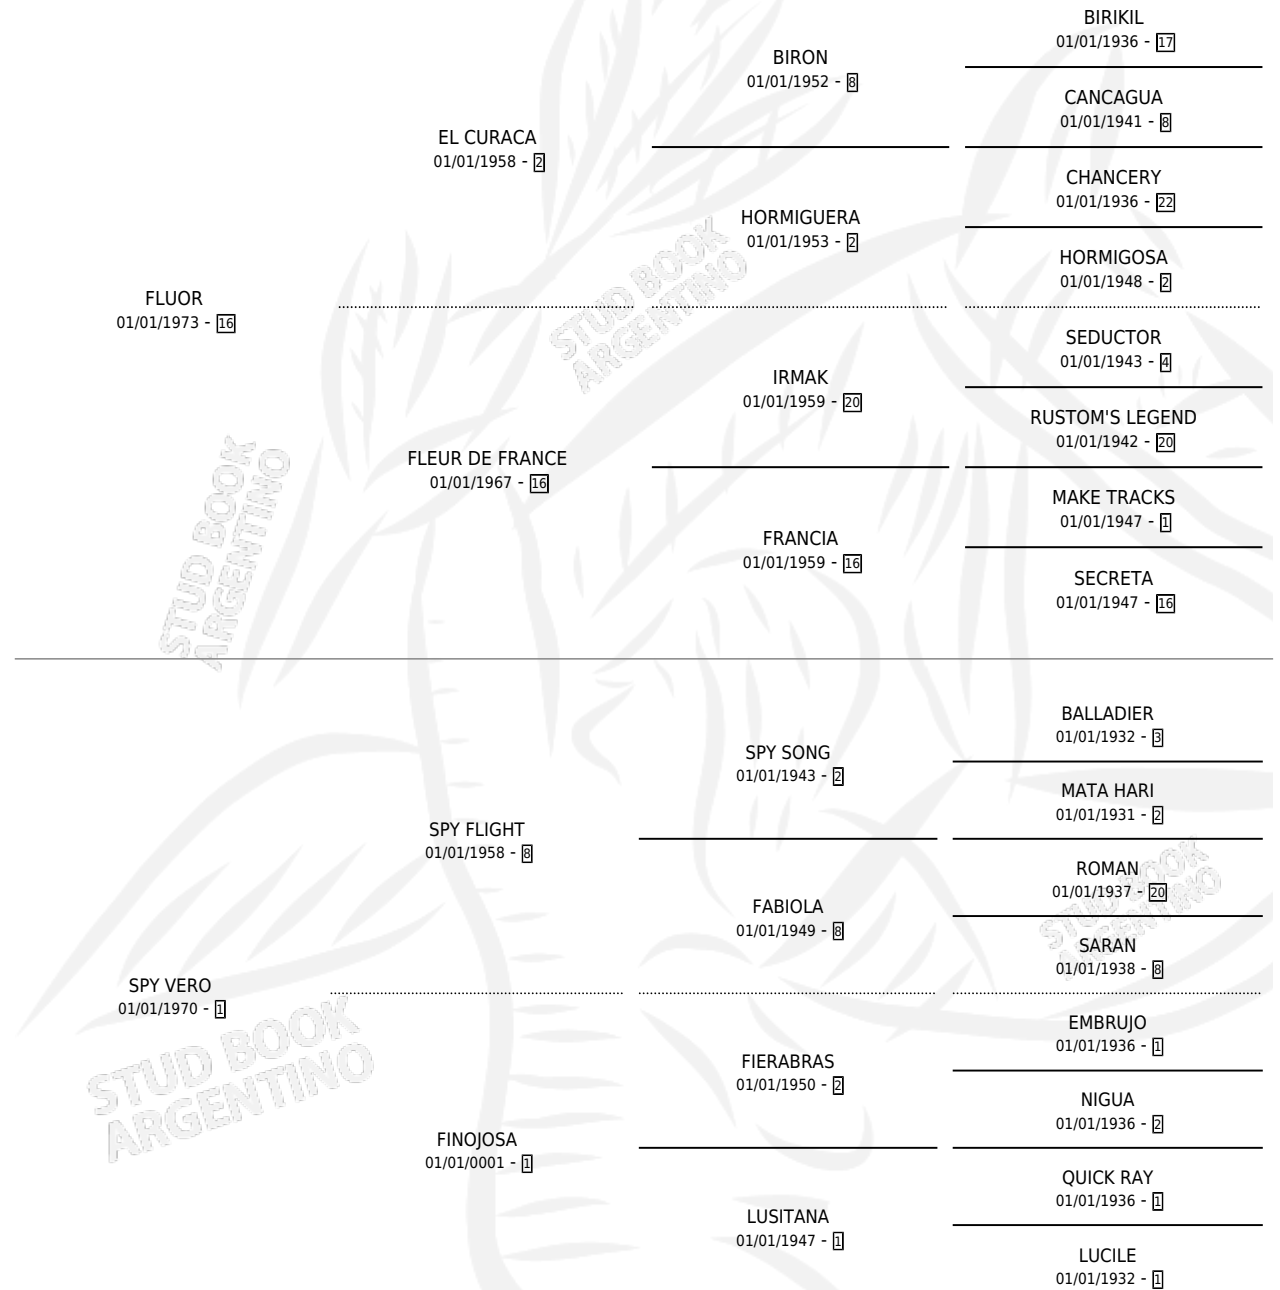 BIRIKIL
01/01/1936 - 17
BIRON
01/01/1952 - 8
CANCAGUA
01/01/1941 - 8
EL CURACA
01/01/1958 - 2
CHANCERY
01/01/1936 - 22
HORMIGUERA
01/01/1953 - 2
HORMIGOSA
01/01/1948 - 2
FLUOR
01/01/1973 - 16
SEDUCTOR
01/01/1943 - 4
IRMAK
01/01/1959 - 20
RUSTOM'S LEGEND
01/01/1942 - 20
FLEUR DE FRANCE
01/01/1967 - 16
MAKE TRACKS
01/01/1947 - 1
FRANCIA
01/01/1959 - 16
SECRETA
01/01/1947 - 16
BALLADIER
01/01/1932 - 3
SPY SONG
01/01/1943 - 2
MATA HARI
01/01/1931 - 2
SPY FLIGHT
01/01/1958 - 8
ROMAN
01/01/1937 - 20
FABIOLA
01/01/1949 - 8
SARAN
01/01/1938 - 8
SPY VERO
01/01/1970 - 1
EMBRUJO
01/01/1936 - 1
FIERABRAS
01/01/1950 - 2
NIGUA
01/01/1936 - 2
FINOJOSA
01/01/0001 - 1
QUICK RAY
01/01/1936 - 1
LUSITANA
01/01/1947 - 1
LUCILE
01/01/1932 - 1
STUD BOOK
ARGENTINO
STUD BOOK
ARGENTINO
STUD BOOK
ARGENTINO
STUD BOOK
ARGENTINO